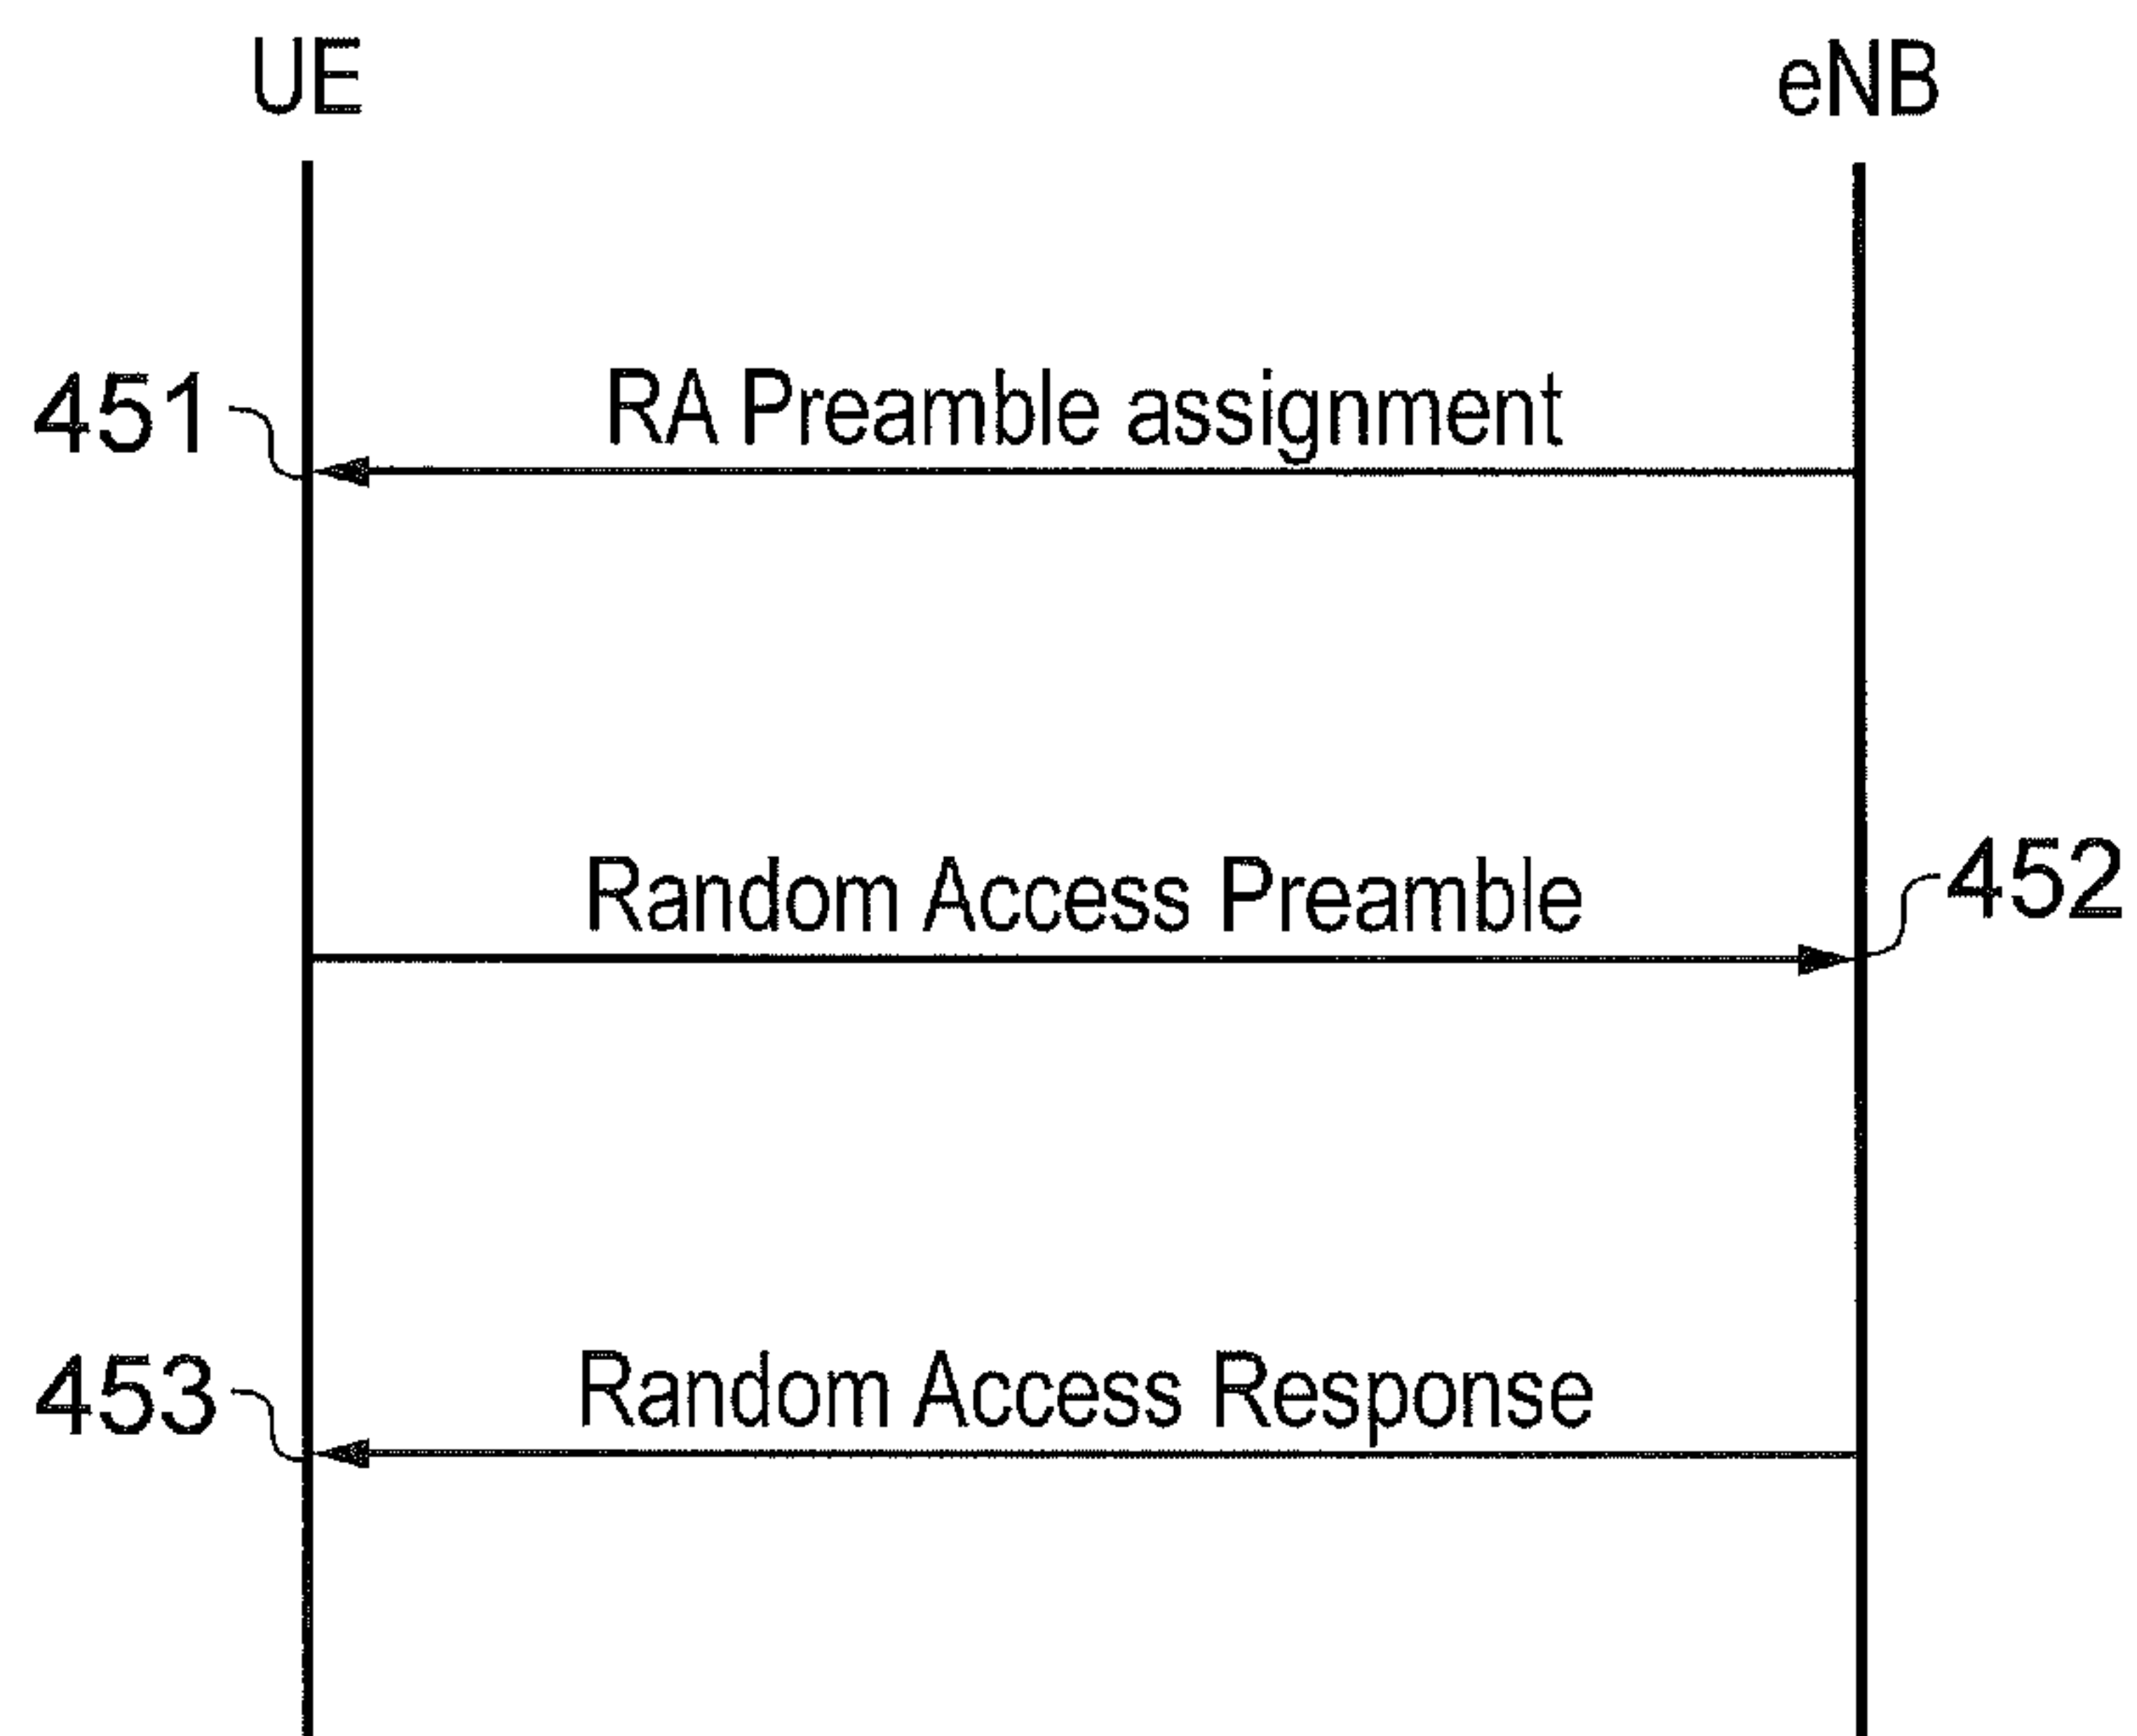 UE eNB
451 RA Preamble assignment
Random Access Preamble 452
453 Random Access Response